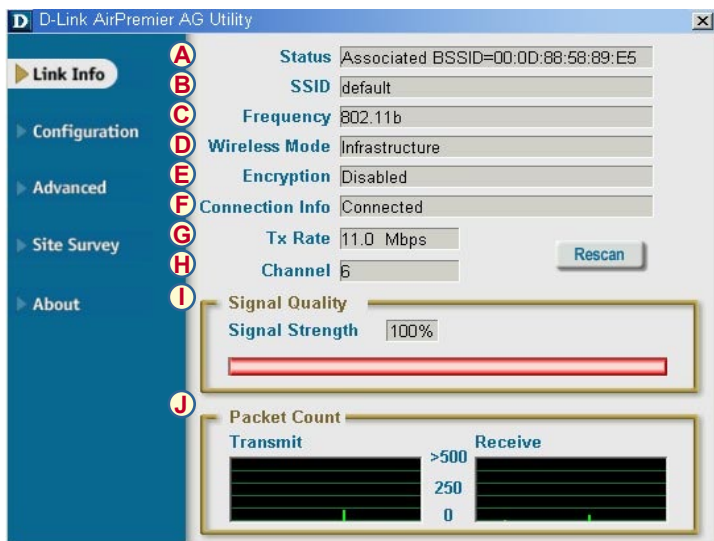 D D-Link AirPremier AG Utility
Link Info
Configuration
Advanced
Site Survey
About
A Status Associated BSSID=00:0D:88:58:89:E5
B SSID default
C Frequency 802.11b
D Wireless Mode Infrastructure
E Encryption Disabled
F Connection Info Connected
G Tx Rate 11.0 Mbps
H Channel 6
Rescan
I Signal Quality
Signal Strength 100%
J Packet Count
Transmit Receive
>500
250
0